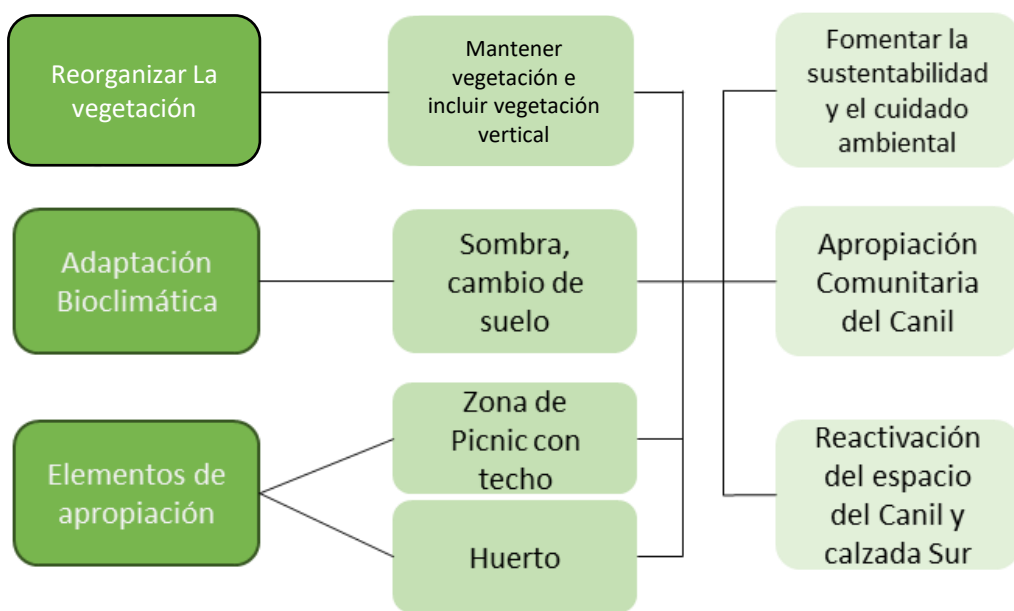 Reorganizar La
vegetación
Mantener
vegetación e
incluir vegetación
vertical
Fomentar la
sustentabilidad
y el cuidado
ambiental
Adaptación
Bioclimática
Sombra,
cambio de
suelo
Apropiación
Comunitaria
del Canil
Elementos de
apropiación
Zona de
Picnic con
techo
Huerto
Reactivación
del espacio
del Canil y
calzada Sur